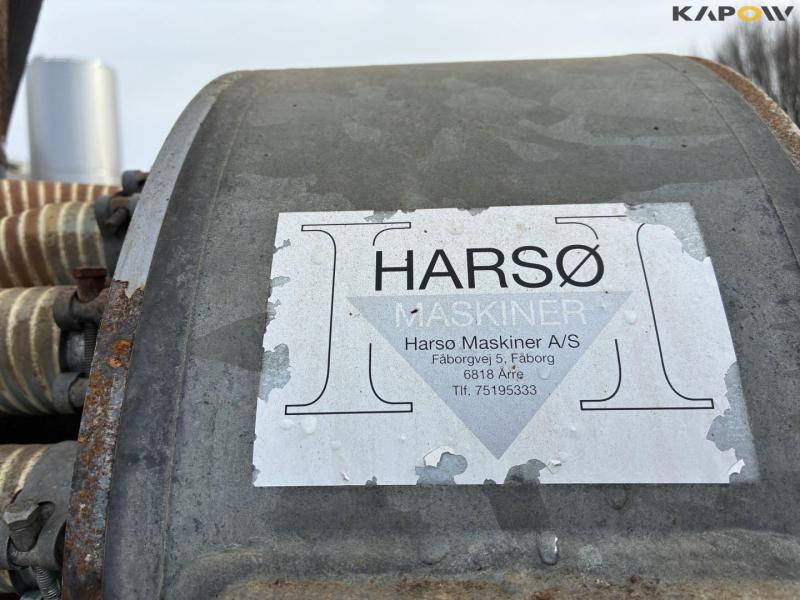 KAPOW
HARSØ
MASKINER
Harsø Maskiner A/S
Fåborgvej 5, Fåborg
6818 Årre
Tlf. 75195333